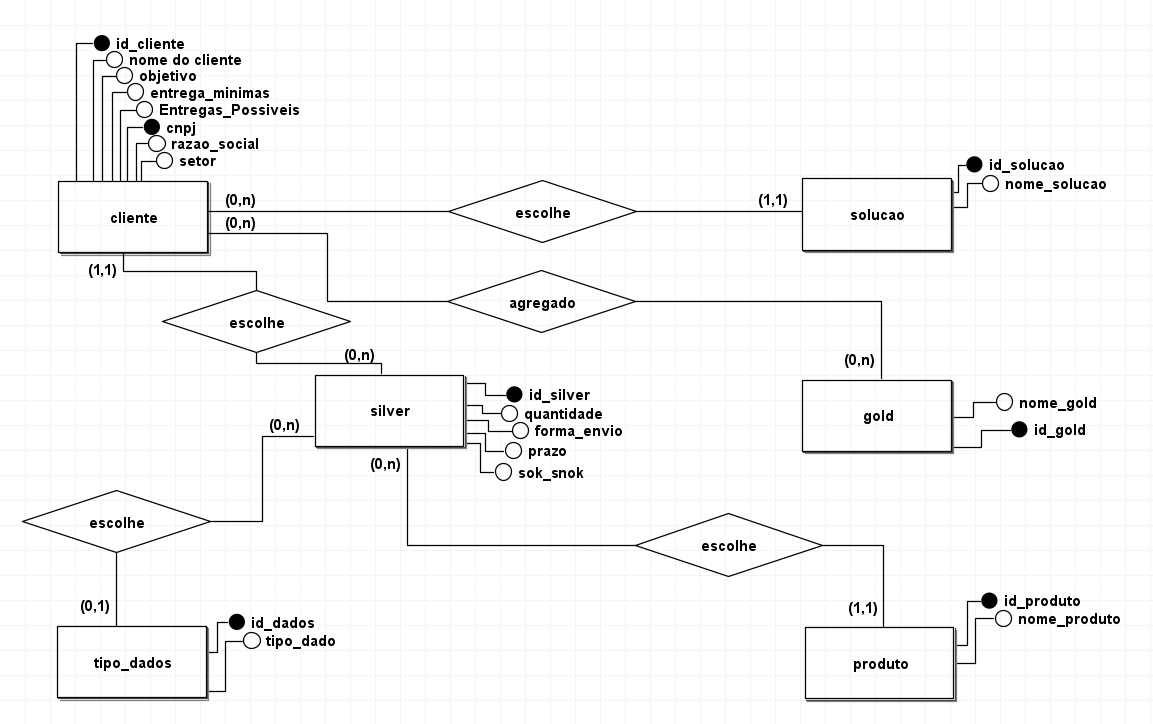 id_cliente
nome do cliente
objetivo
entrega_minimas
Entregas_Possiveis
cnpj
razao_social
setor
cliente
(0,n)
(0,n)
(1,1)
escolhe
(1,1)
solucao
id_solucao
nome_solucao
agregado
(0,n)
gold
nome_gold
id_gold
escolhe
(0,n)
silver
id_silver
quantidade
forma_envio
prazo
sok_snok
(0,n)
(0,n)
escolhe
(0,1)
tipo_dados
id_dados
tipo_dado
escolhe
(1,1)
produto
id_produto
nome_produto